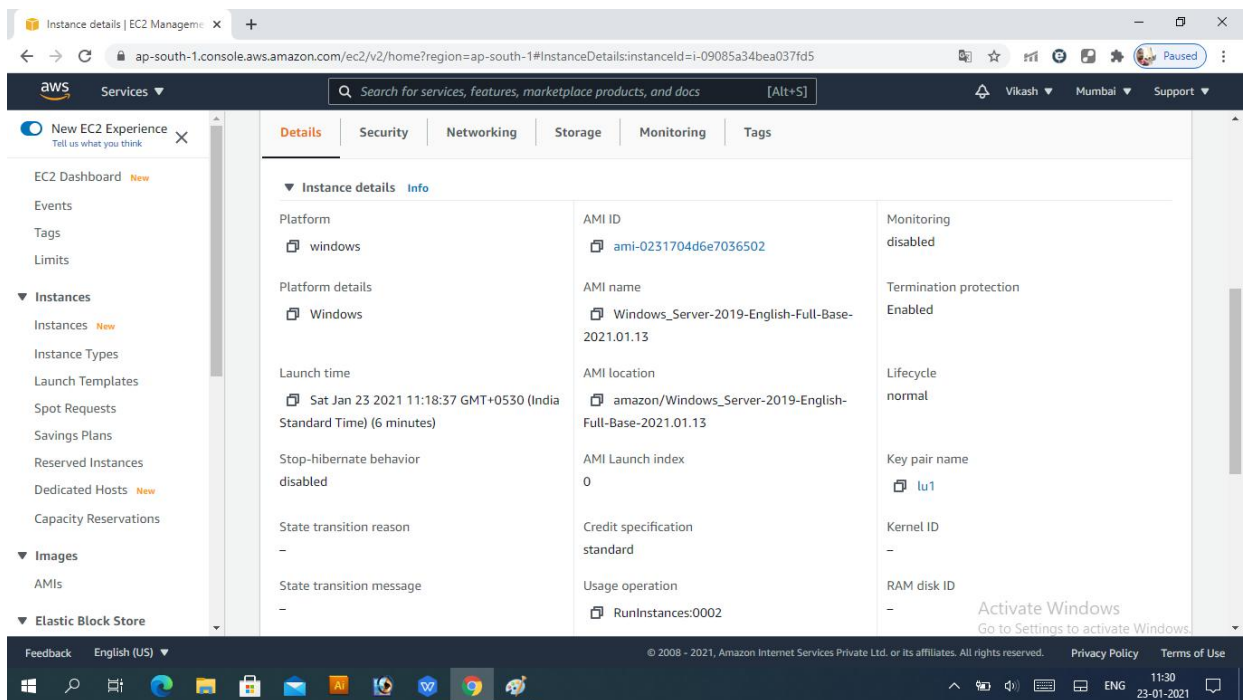 Instance details | EC2 Manageme
ap-south-1.console.aws.amazon.com/ec2/v2/home?region=ap-south-1#InstanceDetails:instanceId=i-09085a34bea037fd5
Paused
aws
Services
Search for services, features, marketplace products, and docs
[Alt+S]
Vikash
Mumbai
Support
New EC2 Experience
Tell us what you think
EC2 Dashboard New
Events
Tags
Limits
Instances
Instances New
Instance Types
Launch Templates
Spot Requests
Savings Plans
Reserved Instances
Dedicated Hosts New
Capacity Reservations
Images
AMIs
Elastic Block Store
Details
Security
Networking
Storage
Monitoring
Tags
Instance details Info
Platform
windows
AMI ID
ami-0231704d6e7036502
Monitoring
disabled
Platform details
Windows
AMI name
Windows_Server-2019-English-Full-Base-
2021.01.13
Termination protection
Enabled
Launch time
Sat Jan 23 2021 11:18:37 GMT+0530 (India
Standard Time) (6 minutes)
AMI location
amazon/Windows_Server-2019-English-
Full-Base-2021.01.13
Lifecycle
normal
Stop-hibernate behavior
disabled
AMI Launch index
0
Key pair name
lu1
State transition reason
–
Credit specification
standard
Kernel ID
–
State transition message
–
Usage operation
RunInstances:0002
RAM disk ID
–
Activate Windows
Go to Settings to activate Windows.
Feedback
English (US)
© 2008 - 2021, Amazon Internet Services Private Ltd. or its affiliates. All rights reserved.
Privacy Policy
Terms of Use
Ai
ENG
11:30
23-01-2021